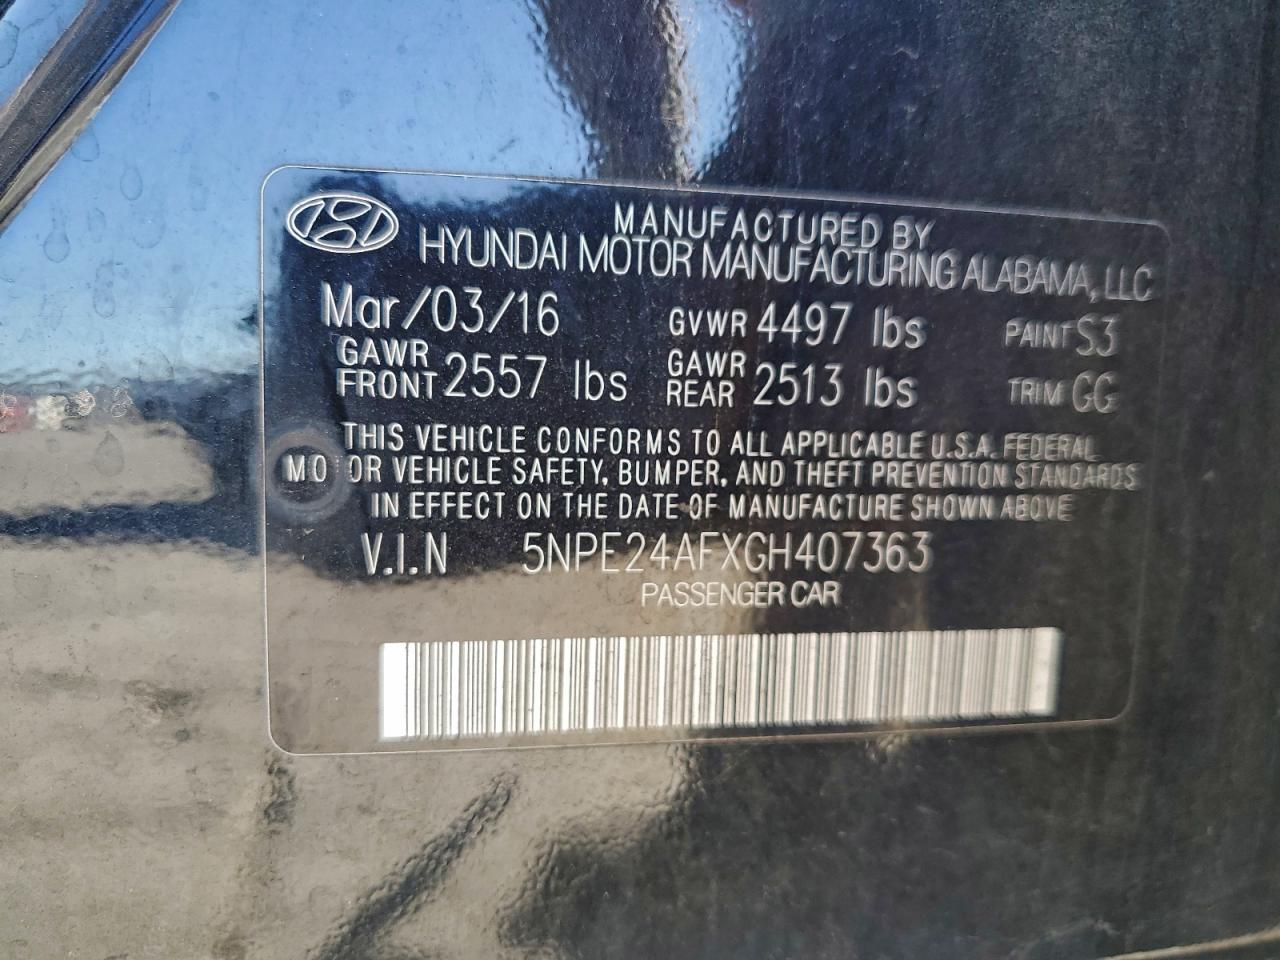 MANUFACTURED BY
HYUNDAI MOTOR MANUFACTURING ALABAMA, LLC
Mar/03/16 GVWR 4497 lbs PAINT S3
GAWR FRONT 2557 lbs GAWR REAR 2513 lbs TRIM GG
THIS VEHICLE CONFORMS TO ALL APPLICABLE U.S.A. FEDERAL
MOTOR VEHICLE SAFETY, BUMPER, AND THEFT PREVENTION STANDARDS
IN EFFECT ON THE DATE OF MANUFACTURE SHOWN ABOVE
V.I.N 5NPE24AFXGH407363
PASSENGER CAR